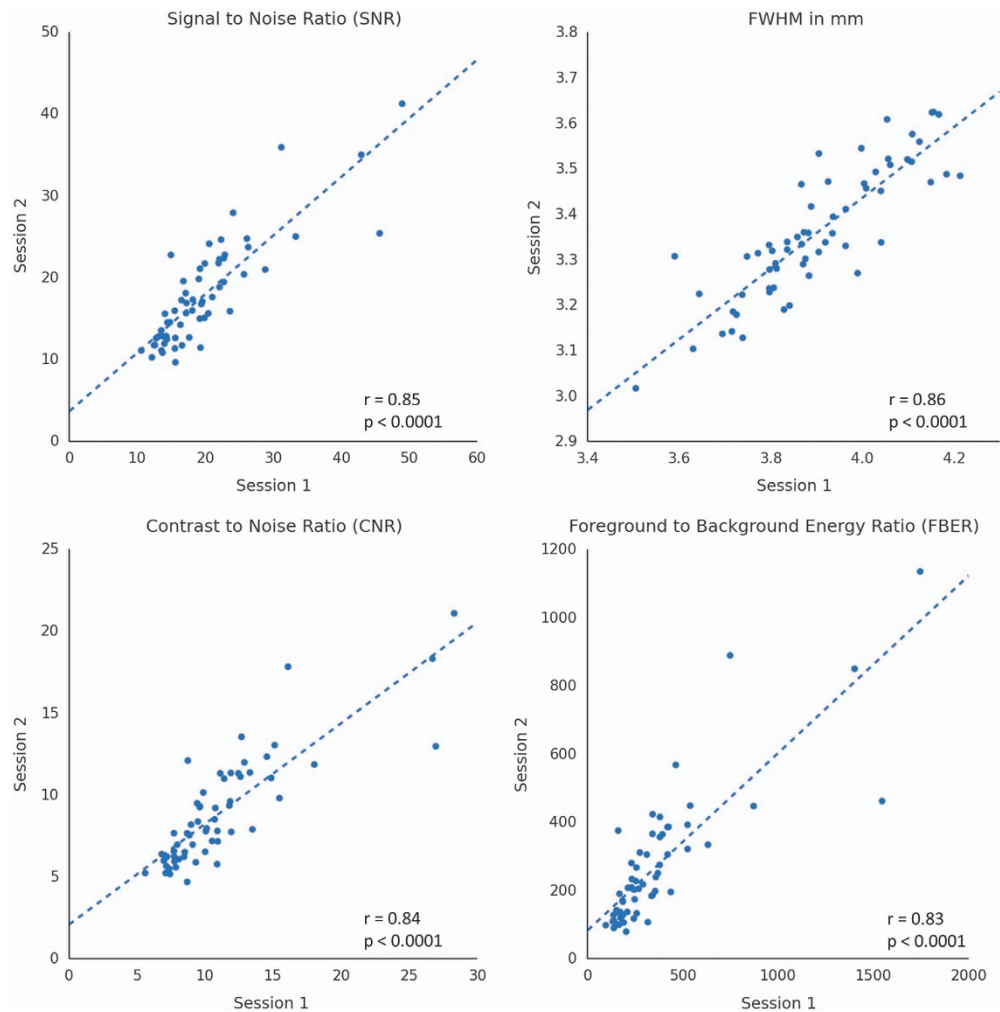 Signal to Noise Ratio (SNR)
50
40
30
20
10
0
Session 2
0 10 20 30 40 50 60
Session 1
r = 0.85
p < 0.0001
FWHM in mm
3.8
3.7
3.6
3.5
3.4
3.3
3.2
3.1
3.0
2.9
Session 2
3.4 3.6 3.8 4.0 4.2
Session 1
r = 0.86
p < 0.0001
Contrast to Noise Ratio (CNR)
25
20
15
10
5
0
Session 2
0 5 10 15 20 25 30
Session 1
r = 0.84
p < 0.0001
Foreground to Background Energy Ratio (FBER)
1200
1000
800
600
400
200
0
Session 2
0 500 1000 1500 2000
Session 1
r = 0.83
p < 0.0001